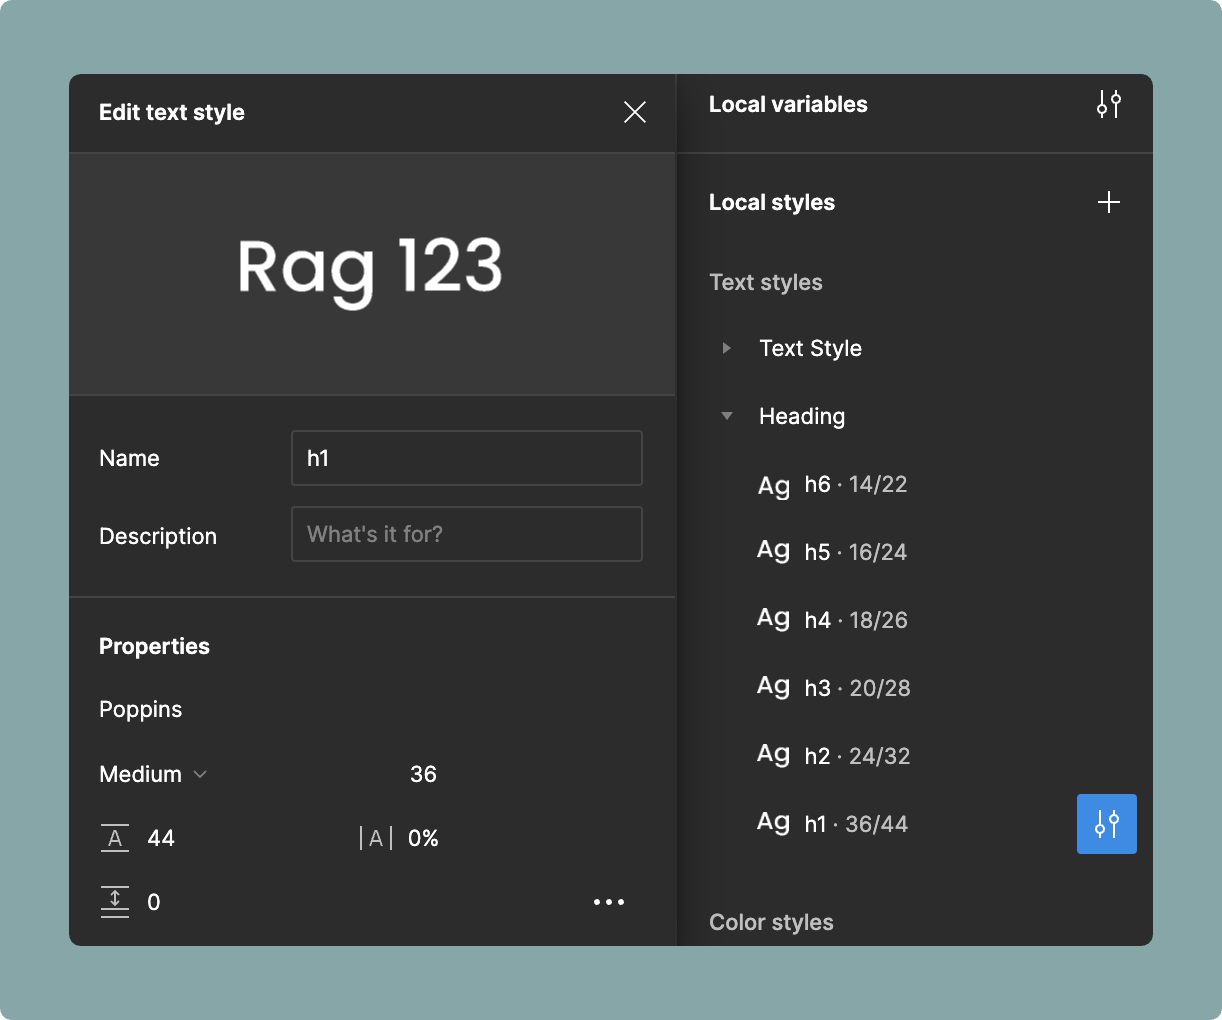 Edit text style
Rag 123
Name
h1
Description
What's it for?
Properties
Poppins
Medium
36
A 44
A 0%
0
Local variables
Local styles
Text styles
Text Style
Heading
Ag h6 · 14/22
Ag h5 · 16/24
Ag h4 · 18/26
Ag h3 · 20/28
Ag h2 · 24/32
Ag h1 · 36/44
Color styles